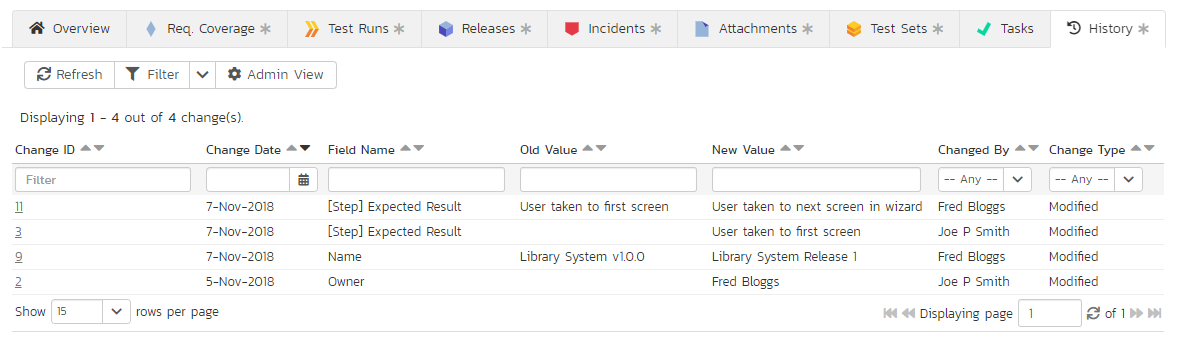 Overview Req. Coverage * Test Runs * Releases * Incidents * Attachments * Test Sets * Tasks History *
Refresh Filter Admin View
Displaying 1 - 4 out of 4 change(s).
Change ID Change Date Field Name Old Value New Value Changed By Change Type
Filter -- Any -- -- Any --
11 7-Nov-2018 [Step] Expected Result User taken to first screen User taken to next screen in wizard Fred Bloggs Modified
3 7-Nov-2018 [Step] Expected Result User taken to first screen Joe P Smith Modified
9 7-Nov-2018 Name Library System v1.0.0 Library System Release 1 Fred Bloggs Modified
2 5-Nov-2018 Owner Fred Bloggs Joe P Smith Modified
Show 15 rows per page Displaying page 1 of 1